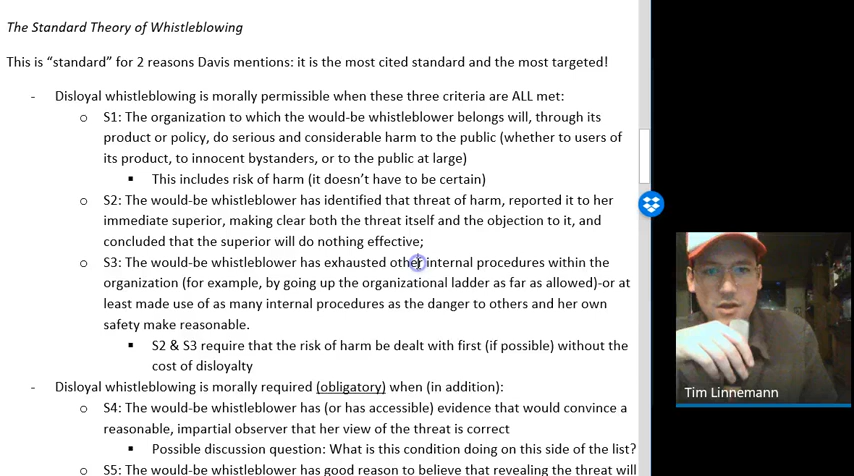 The Standard Theory of Whistleblowing
This is “standard” for 2 reasons Davis mentions: it is the most cited standard and the most targeted!
- Disloyal whistleblowing is morally permissible when these three criteria are ALL met:
o S1: The organization to which the would-be whistleblower belongs will, through its
product or policy, do serious and considerable harm to the public (whether to users of
its product, to innocent bystanders, or to the public at large)
▪ This includes risk of harm (it doesn’t have to be certain)
o S2: The would-be whistleblower has identified that threat of harm, reported it to her
immediate superior, making clear both the threat itself and the objection to it, and
concluded that the superior will do nothing effective;
o S3: The would-be whistleblower has exhausted other internal procedures within the
organization (for example, by going up the organizational ladder as far as allowed)-or at
least made use of as many internal procedures as the danger to others and her own
safety make reasonable.
▪ S2 & S3 require that the risk of harm be dealt with first (if possible) without the
cost of disloyalty
- Disloyal whistleblowing is morally required (obligatory) when (in addition):
o S4: The would-be whistleblower has (or has accessible) evidence that would convince a
reasonable, impartial observer that her view of the threat is correct
▪ Possible discussion question: What is this condition doing on this side of the list?
o S5: The would-be whistleblower has good reason to believe that revealing the threat will
Tim Linnemann